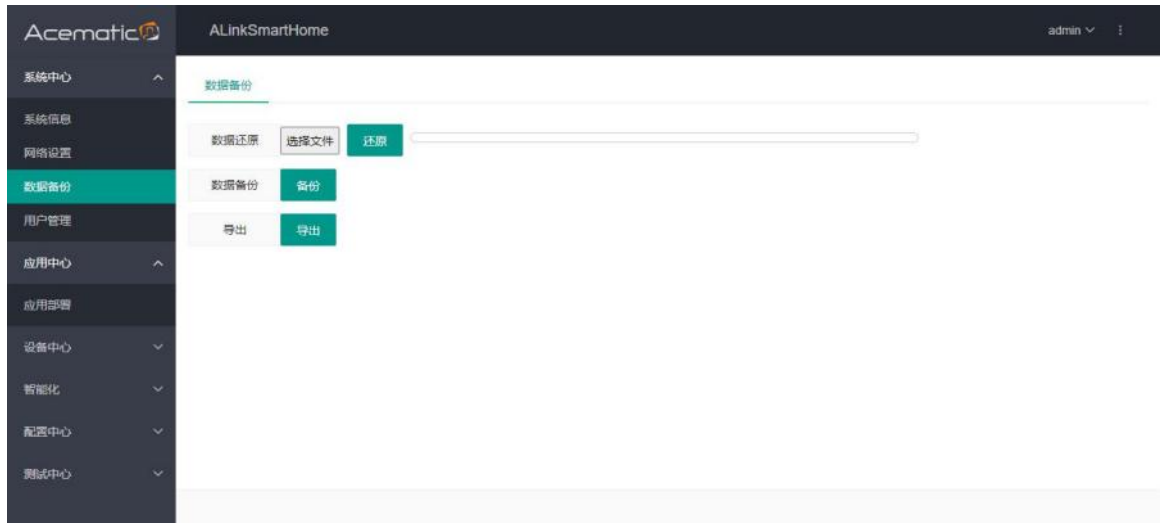 Acematic
ALinkSmartHome
admin
系统中心
系统信息
网络设置
数据备份
用户管理
应用中心
应用部署
设备中心
智能化
配置中心
测试中心
数据备份
数据还原 选择文件 还原
数据备份 备份
导出 导出